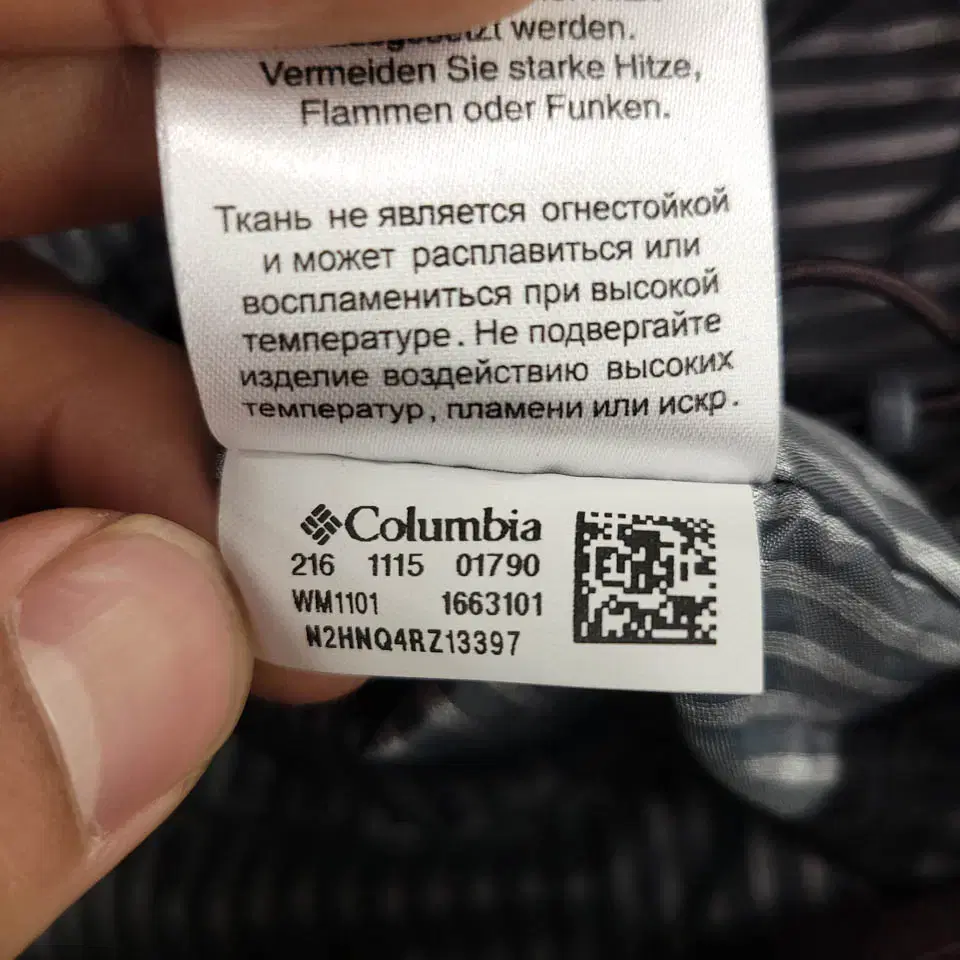 werden.
Vermeiden Sie starke Hitze,
Flammen oder Funken.
Ткань не является огнестойкой
и может расплавиться или
воспламениться при высокой
температуре. Не подвергайте
изделие воздействию высоких
температур, пламени или искр.
Columbia
216 1115 01790
WM1101 1663101
N2HNQ4RZ13397